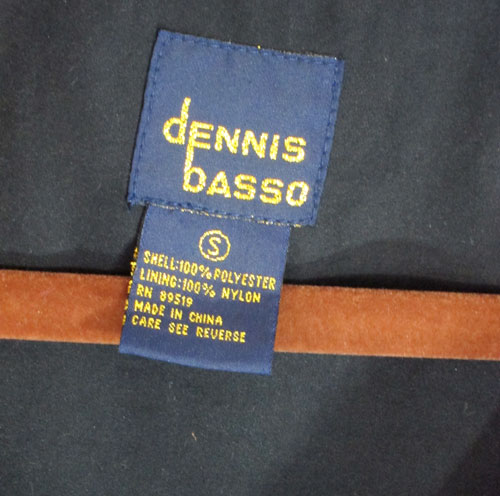 dENNIS
bASSO
S
SHELL:100% POLYESTER
LINING:100% NYLON
RN 89519
MADE IN CHINA
CARE SEE REVERSE